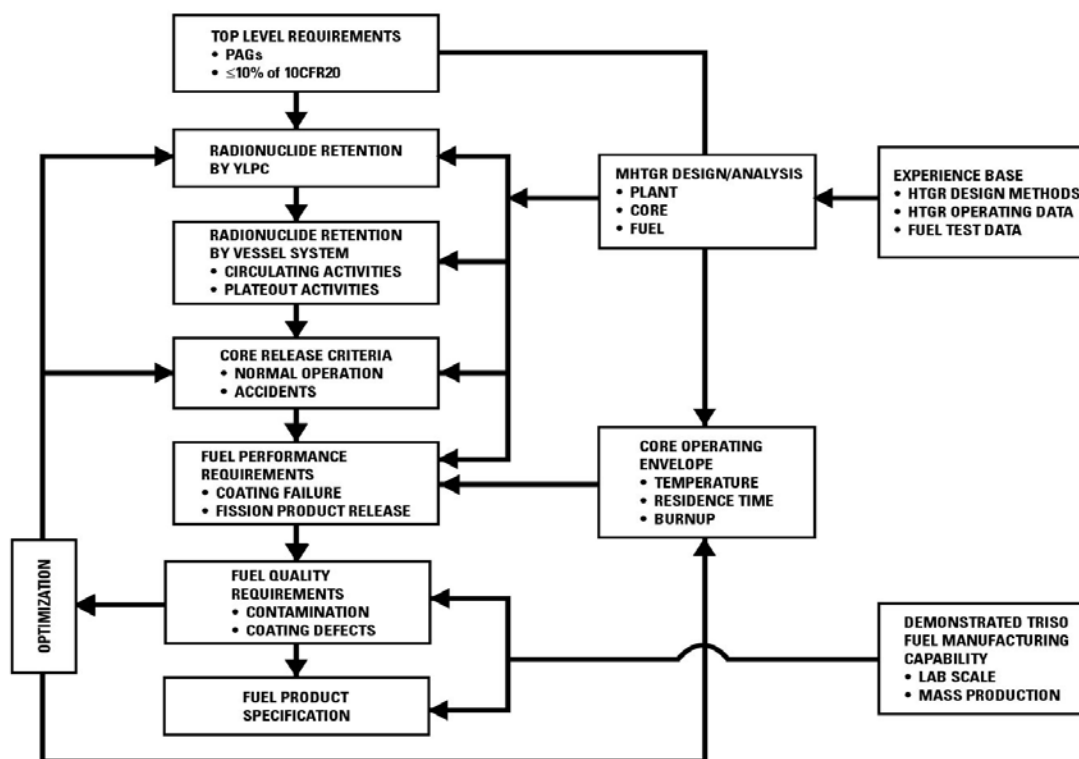 TOP LEVEL REQUIREMENTS
• PAGs
• ≤10% of 10CFR20
RADIONUCLIDE RETENTION
BY YLPC
RADIONUCLIDE RETENTION
BY VESSEL SYSTEM
• CIRCULATING ACTIVITIES
• PLATEOUT ACTIVITIES
CORE RELEASE CRITERIA
• NORMAL OPERATION
• ACCIDENTS
FUEL PERFORMANCE
REQUIREMENTS
• COATING FAILURE
• FISSION PRODUCT RELEASE
FUEL QUALITY
REQUIREMENTS
• CONTAMINATION
• COATING DEFECTS
FUEL PRODUCT
SPECIFICATION
OPTIMIZATION
MHTGR DESIGN/ANALYSIS
• PLANT
• CORE
• FUEL
CORE OPERATING
ENVELOPE
• TEMPERATURE
• RESIDENCE TIME
• BURNUP
EXPERIENCE BASE
• HTGR DESIGN METHODS
• HTGR OPERATING DATA
• FUEL TEST DATA
DEMONSTRATED TRISO
FUEL MANUFACTURING
CAPABILITY
• LAB SCALE
• MASS PRODUCTION